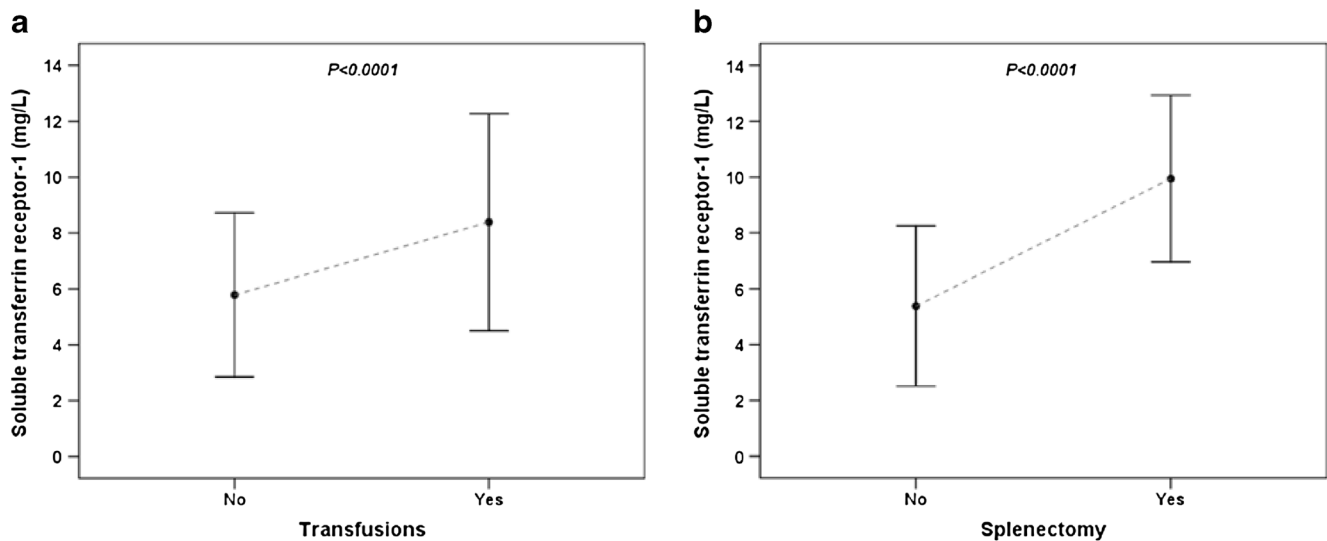 a
Soluble transferrin receptor-1 (mg/L)
14
12
10
8
6
4
2
0
P<0.0001
No
Yes
Transfusions
b
Soluble transferrin receptor-1 (mg/L)
14
12
10
8
6
4
2
0
P<0.0001
No
Yes
Splenectomy